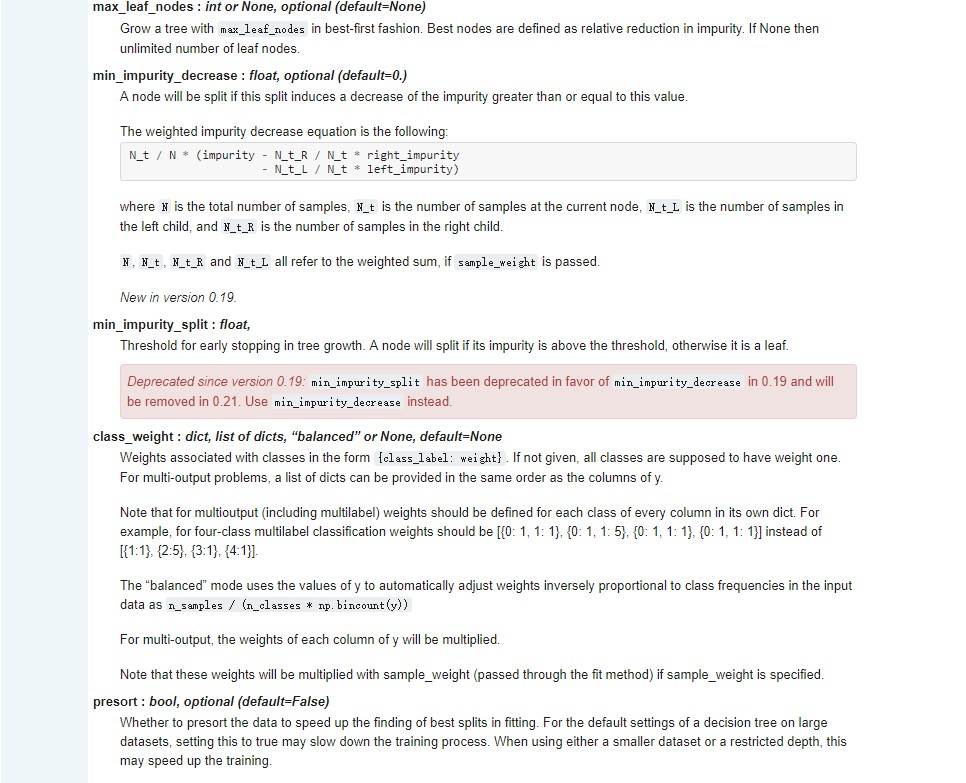 max_leaf_nodes : int or None, optional (default=None)
Grow a tree with max_leaf_nodes in best-first fashion. Best nodes are defined as relative reduction in impurity. If None then
unlimited number of leaf nodes.
min_impurity_decrease : float, optional (default=0.)
A node will be split if this split induces a decrease of the impurity greater than or equal to this value.
The weighted impurity decrease equation is the following:
N_t / N * (impurity - N_t_R / N_t * right_impurity
- N_t_L / N_t * left_impurity)
where N is the total number of samples, N_t is the number of samples at the current node, N_t_L is the number of samples in
the left child, and N_t_R is the number of samples in the right child.
N, N_t, N_t_R and N_t_L all refer to the weighted sum, if sample_weight is passed.
New in version 0.19.
min_impurity_split : float,
Threshold for early stopping in tree growth. A node will split if its impurity is above the threshold, otherwise it is a leaf.
Deprecated since version 0.19: min_impurity_split has been deprecated in favor of min_impurity_decrease in 0.19 and will
be removed in 0.21. Use min_impurity_decrease instead.
class_weight : dict, list of dicts, “balanced” or None, default=None
Weights associated with classes in the form {class_label: weight}. If not given, all classes are supposed to have weight one.
For multi-output problems, a list of dicts can be provided in the same order as the columns of y.
Note that for multioutput (including multilabel) weights should be defined for each class of every column in its own dict. For
example, for four-class multilabel classification weights should be [{0: 1, 1: 1}, {0: 1, 1: 5}, {0: 1, 1: 1}, {0: 1, 1: 1}] instead of
[{1:1}, {2:5}, {3:1}, {4:1}].
The “balanced” mode uses the values of y to automatically adjust weights inversely proportional to class frequencies in the input
data as n_samples / (n_classes * np.bincount(y))
For multi-output, the weights of each column of y will be multiplied.
Note that these weights will be multiplied with sample_weight (passed through the fit method) if sample_weight is specified.
presort : bool, optional (default=False)
Whether to presort the data to speed up the finding of best splits in fitting. For the default settings of a decision tree on large
datasets, setting this to true may slow down the training process. When using either a smaller dataset or a restricted depth, this
may speed up the training.